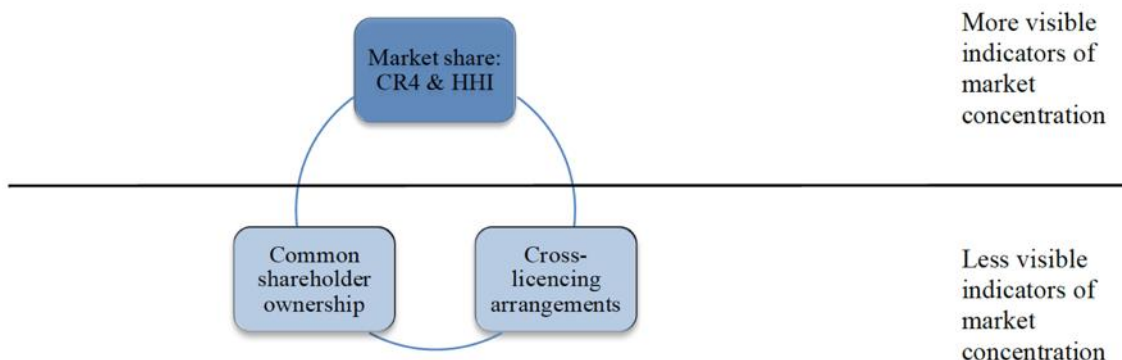 Market share:
CR4 & HHI
More visible
indicators of
market
concentration
Common
shareholder
ownership
Cross-
licencing
arrangements
Less visible
indicators of
market
concentration